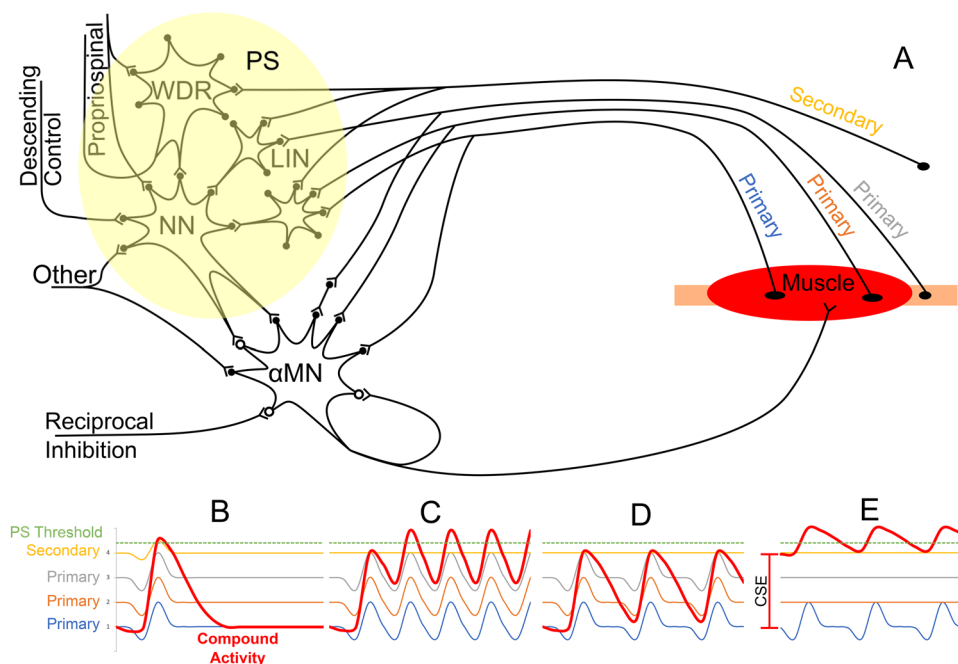 A
PS
WDR
Propriospinal
Descending
Control
LIN
NN
Secondary
Primary
Primary
Primary
Other
Muscle
αMN
Reciprocal
Inhibition
B
C
D
E
PS Threshold
Secondary 4
Primary 3
Primary 2
Primary 1
Compound
Activity
CSE